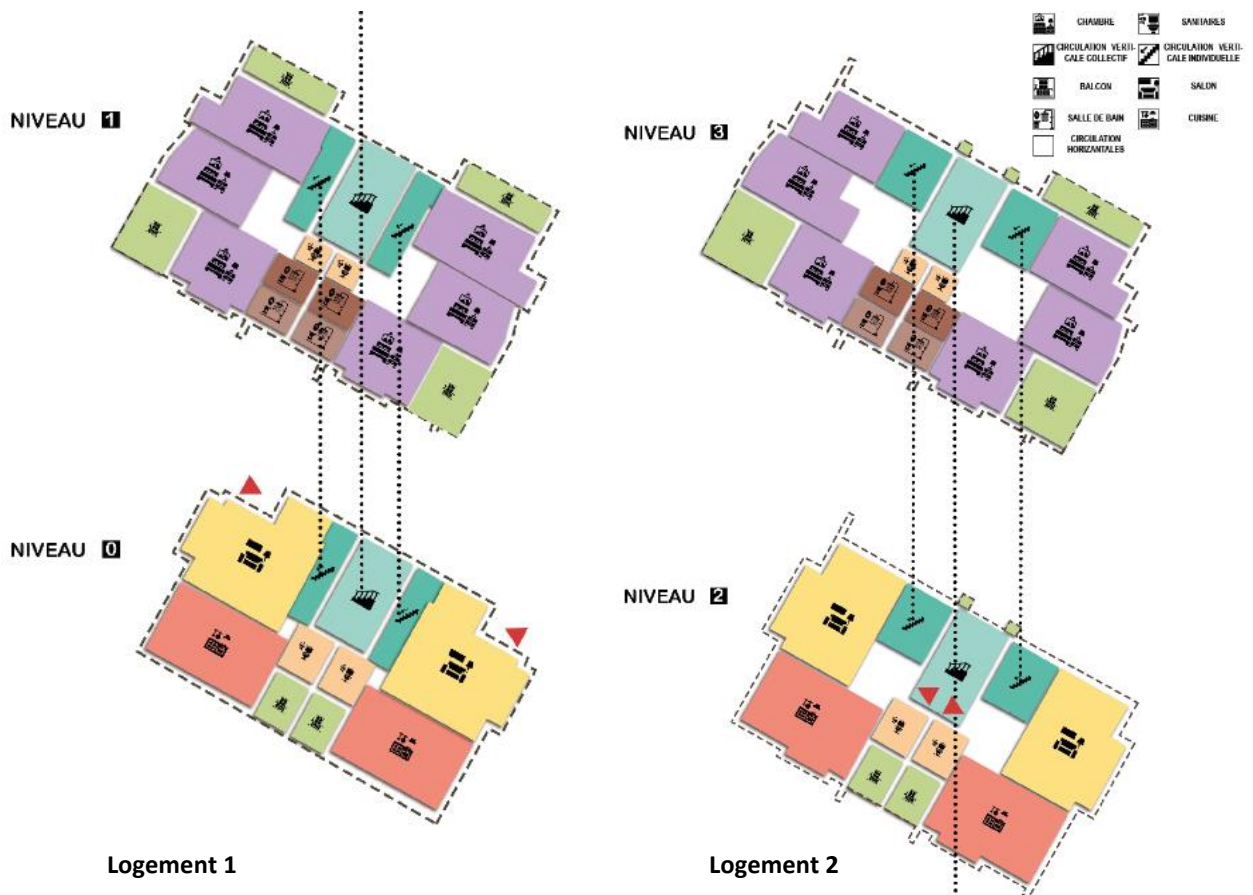 CHAMBRE
SANITAIRES
CIRCULATION VERTI-
CALE COLLECTIF
CIRCULATION VERTI-
CALE INDIVIDUELLE
BALCON
SALON
SALLE DE BAIN
CUISINE
CIRCULATION
HORIZANTALES
NIVEAU 1
NIVEAU 3
NIVEAU 0
NIVEAU 2
Logement 1
Logement 2